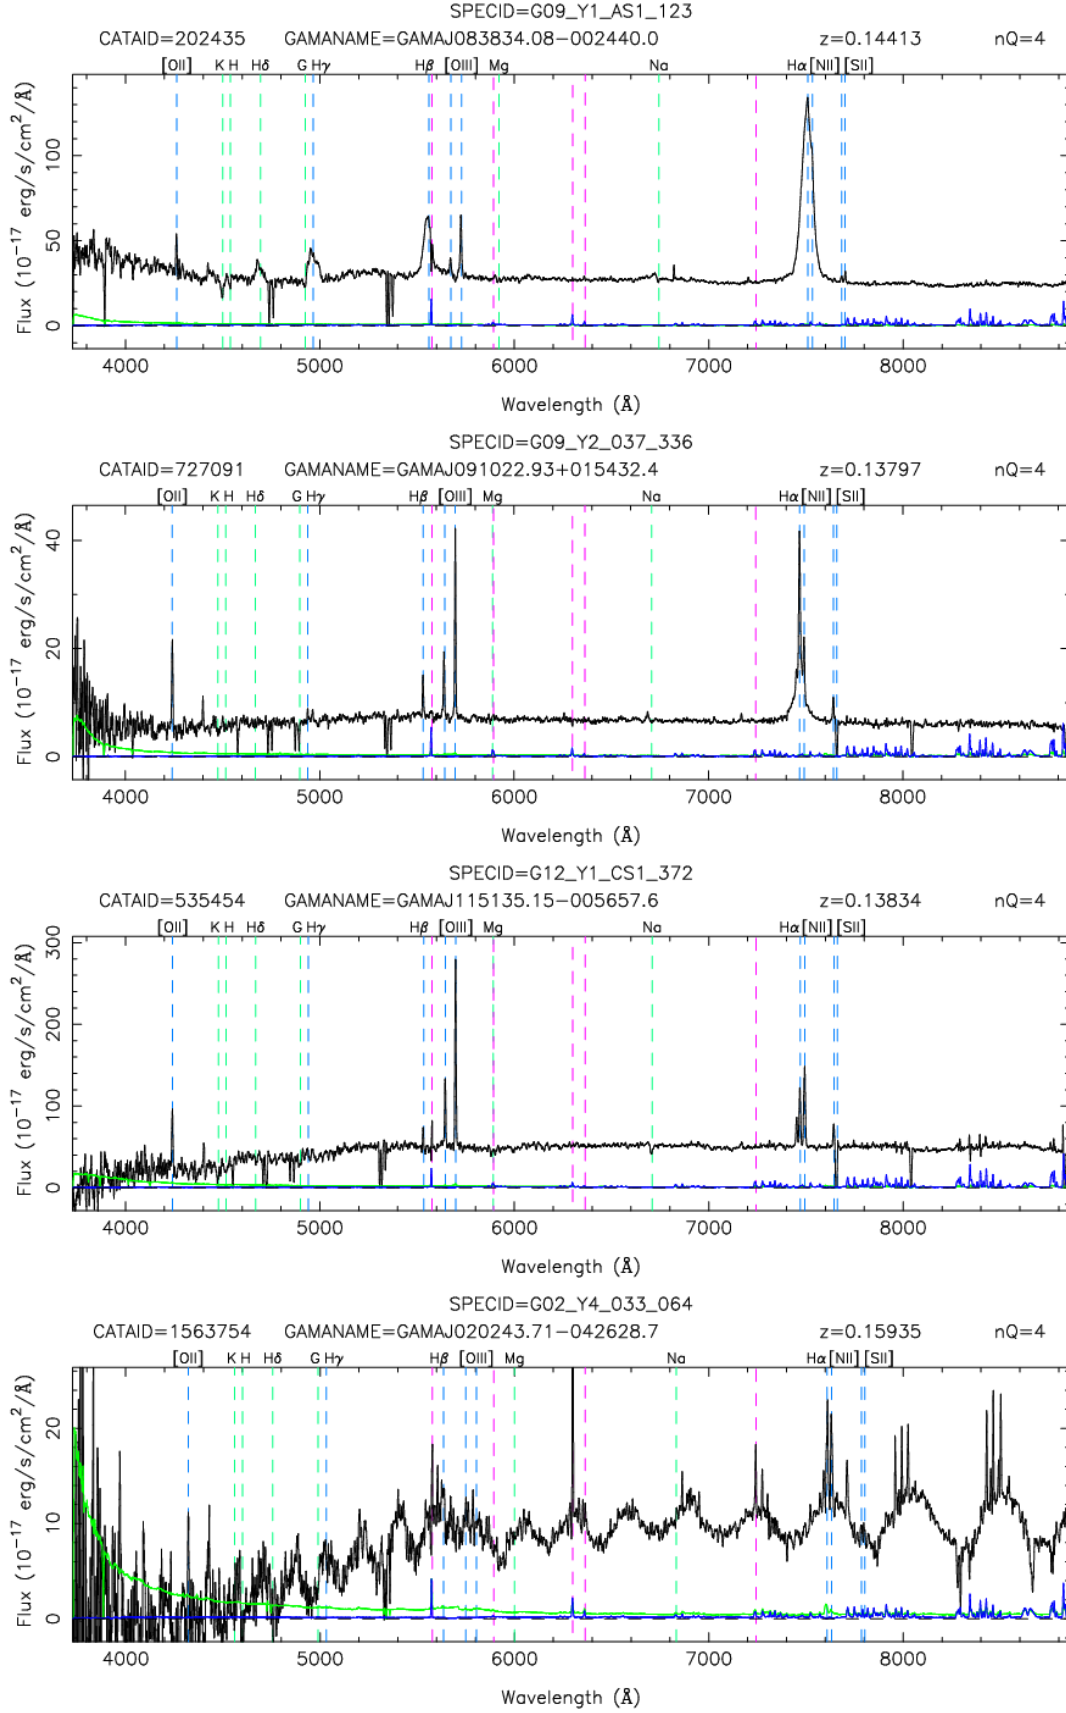 SPECID=G09_Y1_AS1_123
CATAID=202435 GAMANAME=GAMAJ083834.08−002440.0 z=0.14413 nQ=4
[OII] K H Hδ G Hγ Hβ [OIII] Mg Na Hα [NII] [SII]
Flux (10−17 erg/s/cm2/Å)
0 50 100
4000 5000 6000 7000 8000
Wavelength (Å)
SPECID=G09_Y2_037_336
CATAID=727091 GAMANAME=GAMAJ091022.93+015432.4 z=0.13797 nQ=4
[OII] K H Hδ G Hγ Hβ [OIII] Mg Na Hα [NII] [SII]
Flux (10−17 erg/s/cm2/Å)
0 20 40
4000 5000 6000 7000 8000
Wavelength (Å)
SPECID=G12_Y1_CS1_372
CATAID=535454 GAMANAME=GAMAJ115135.15−005657.6 z=0.13834 nQ=4
[OII] K H Hδ G Hγ Hβ [OIII] Mg Na Hα [NII] [SII]
Flux (10−17 erg/s/cm2/Å)
0 100 200 300
4000 5000 6000 7000 8000
Wavelength (Å)
SPECID=G02_Y4_033_064
CATAID=1563754 GAMANAME=GAMAJ020243.71−042628.7 z=0.15935 nQ=4
[OII] K H Hδ G Hγ Hβ [OIII] Mg Na Hα [NII] [SII]
Flux (10−17 erg/s/cm2/Å)
0 10 20
4000 5000 6000 7000 8000
Wavelength (Å)